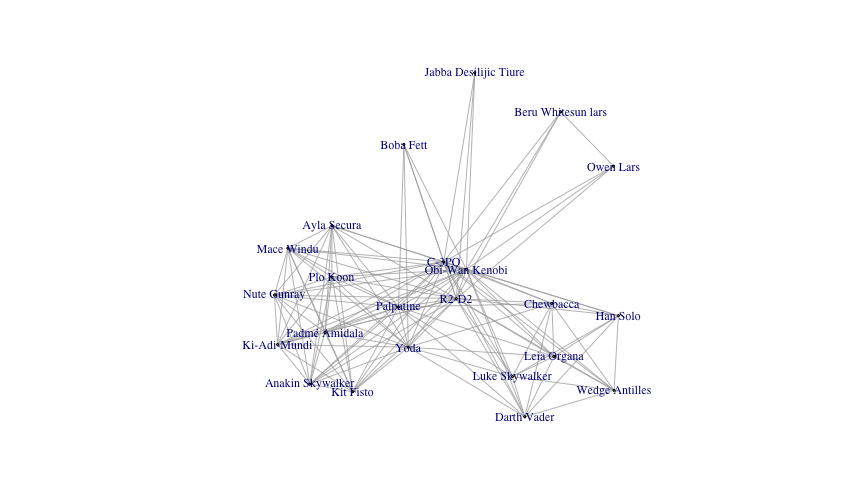 Jabba Desilijic Tiure
Beru Whitesun lars
Boba Fett
Owen Lars
Ayla Secura
Mace Windu
C-3PO
Obi-Wan Kenobi
Plo Koon
Nute Gunray
R2-D2
Palpatine
Chewbacca
Han Solo
Padmé Amidala
Ki-Adi-Mundi
Yoda
Leia Organa
Luke Skywalker
Anakin Skywalker
Kit Fisto
Wedge Antilles
Darth Vader